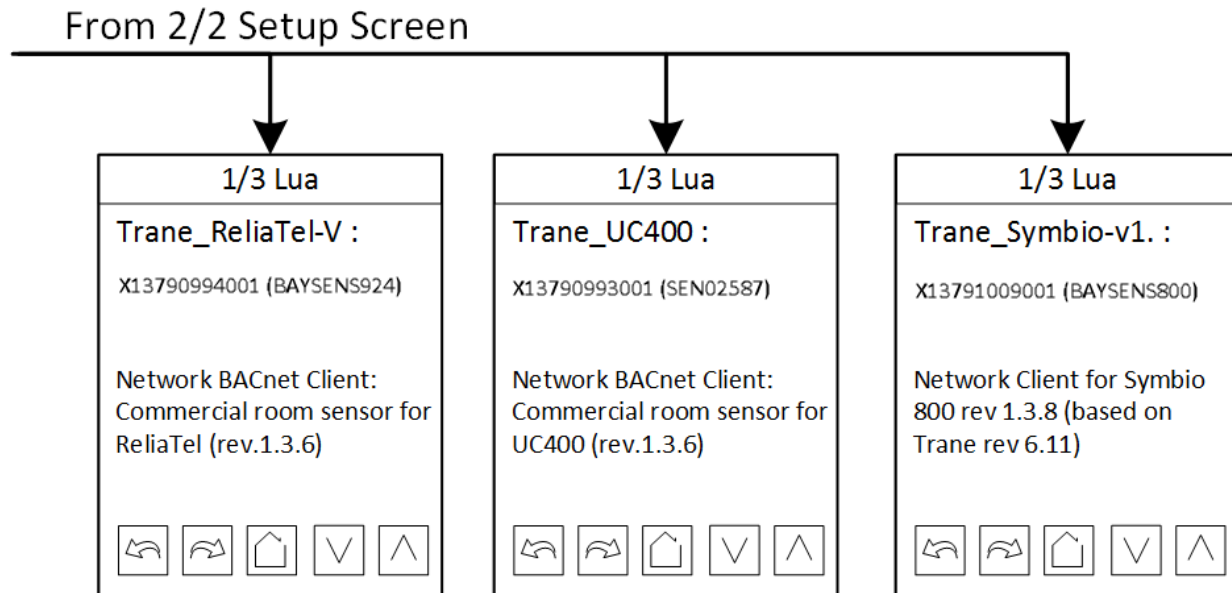 From 2/2 Setup Screen
1/3 Lua
Trane_ReliaTel-V :
X13790994001 (BAYSENS924)
Network BACnet Client:
Commercial room sensor for
ReliaTel (rev.1.3.6)
1/3 Lua
Trane_UC400 :
X13790993001 (SEN02587)
Network BACnet Client:
Commercial room sensor for
UC400 (rev.1.3.6)
1/3 Lua
Trane_Symbio-v1. :
X13791009001 (BAYSENS800)
Network Client for Symbio
800 rev 1.3.8 (based on
Trane rev 6.11)